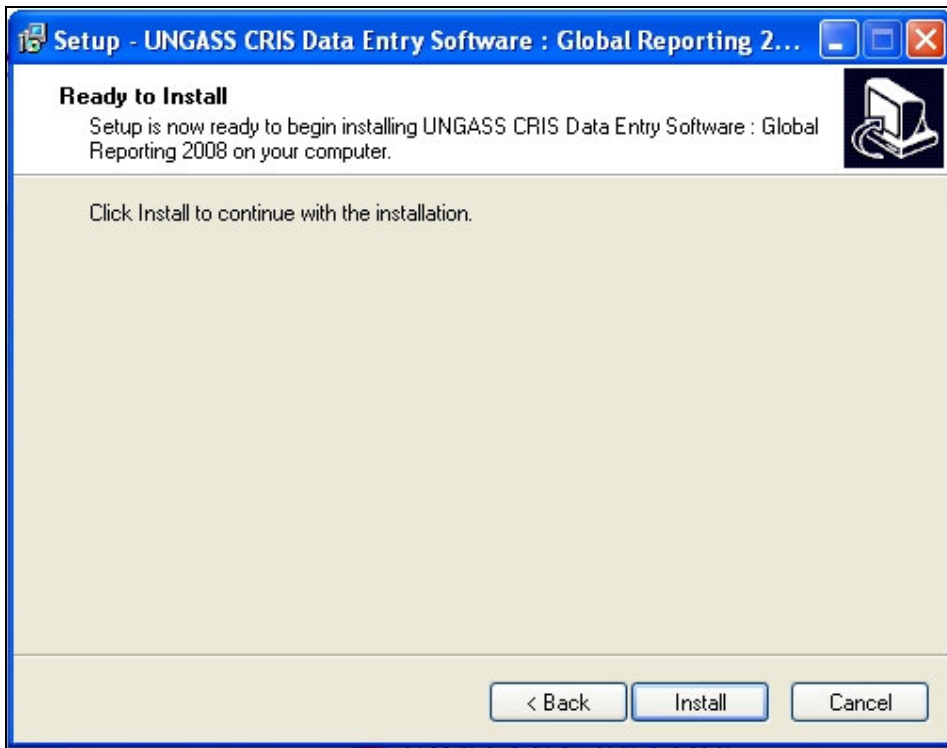 Setup - UNGASS CRIS Data Entry Software : Global Reporting 2...
Ready to Install
Setup is now ready to begin installing UNGASS CRIS Data Entry Software : Global
Reporting 2008 on your computer.
Click Install to continue with the installation.
< Back
Install
Cancel